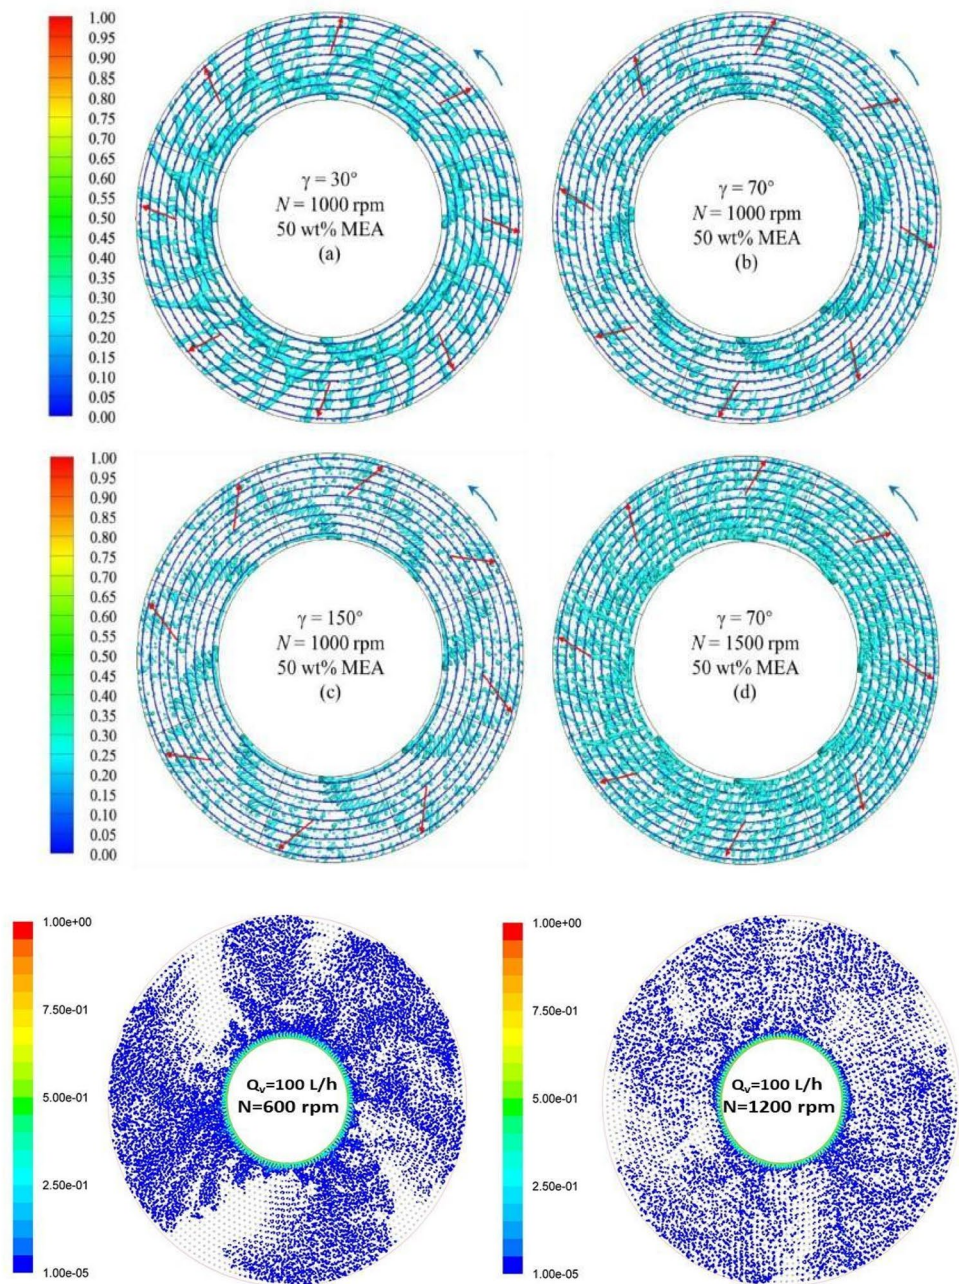 1.00
0.95
0.90
0.85
0.80
0.75
0.70
0.65
0.60
0.55
0.50
0.45
0.40
0.35
0.30
0.25
0.20
0.15
0.10
0.05
0.00
γ = 30°
N = 1000 rpm
50 wt% MEA
(a)
γ = 70°
N = 1000 rpm
50 wt% MEA
(b)
1.00
0.95
0.90
0.85
0.80
0.75
0.70
0.65
0.60
0.55
0.50
0.45
0.40
0.35
0.30
0.25
0.20
0.15
0.10
0.05
0.00
γ = 150°
N = 1000 rpm
50 wt% MEA
(c)
γ = 70°
N = 1500 rpm
50 wt% MEA
(d)
1.00e+00
7.50e-01
5.00e-01
2.50e-01
1.00e-05
Qv=100 L/h
N=600 rpm
1.00e+00
7.50e-01
5.00e-01
2.50e-01
1.00e-05
Qv=100 L/h
N=1200 rpm